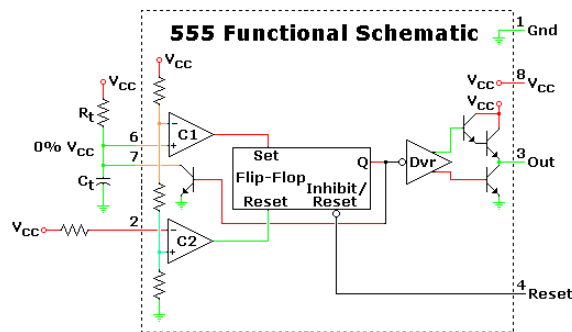 555 Functional Schematic
1 Gnd
VCC
VCC
VCC 8 VCC
VCC
Rt
6 − + C1
0% VCC
7
Set
Q
Dvr
3 Out
Flip-Flop
Inhibit/
Reset Reset
Ct
VCC
2 − + C2
4
Reset